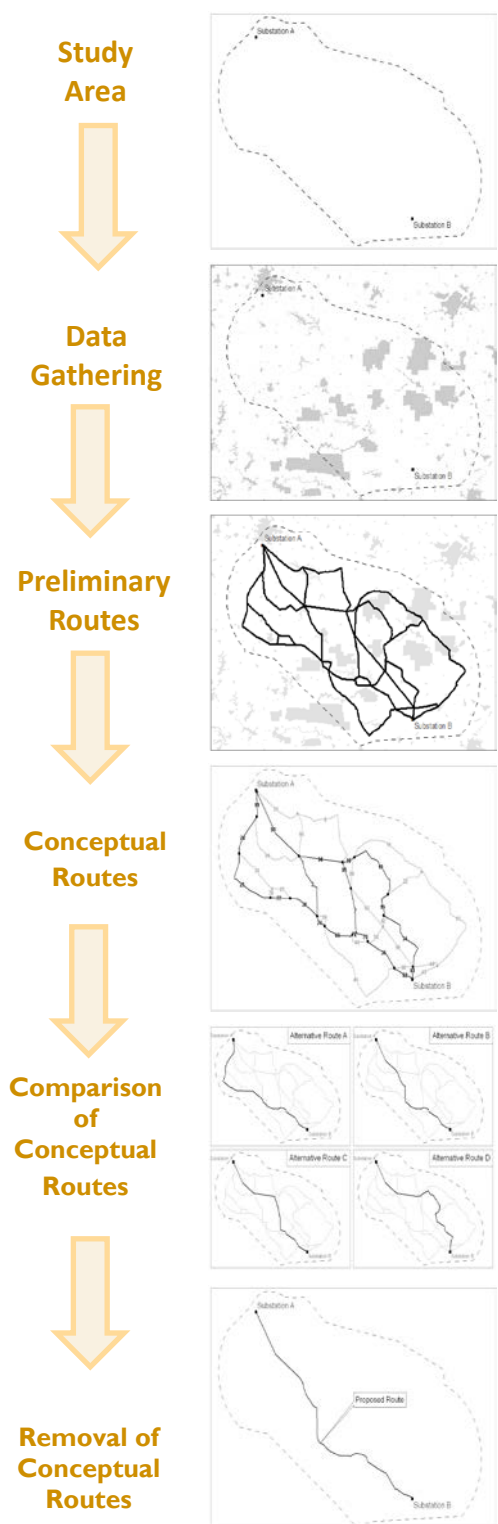 Study
Area
Substation A
Substation B
Data
Gathering
Substation A
Substation B
Preliminary
Routes
Substation A
Substation B
Conceptual
Routes
Substation A
Substation B
Comparison
of
Conceptual
Routes
Alternative Route A
Alternative Route B
Alternative Route C
Alternative Route D
Removal of
Conceptual
Routes
Substation A
Proposed Route
Substation B